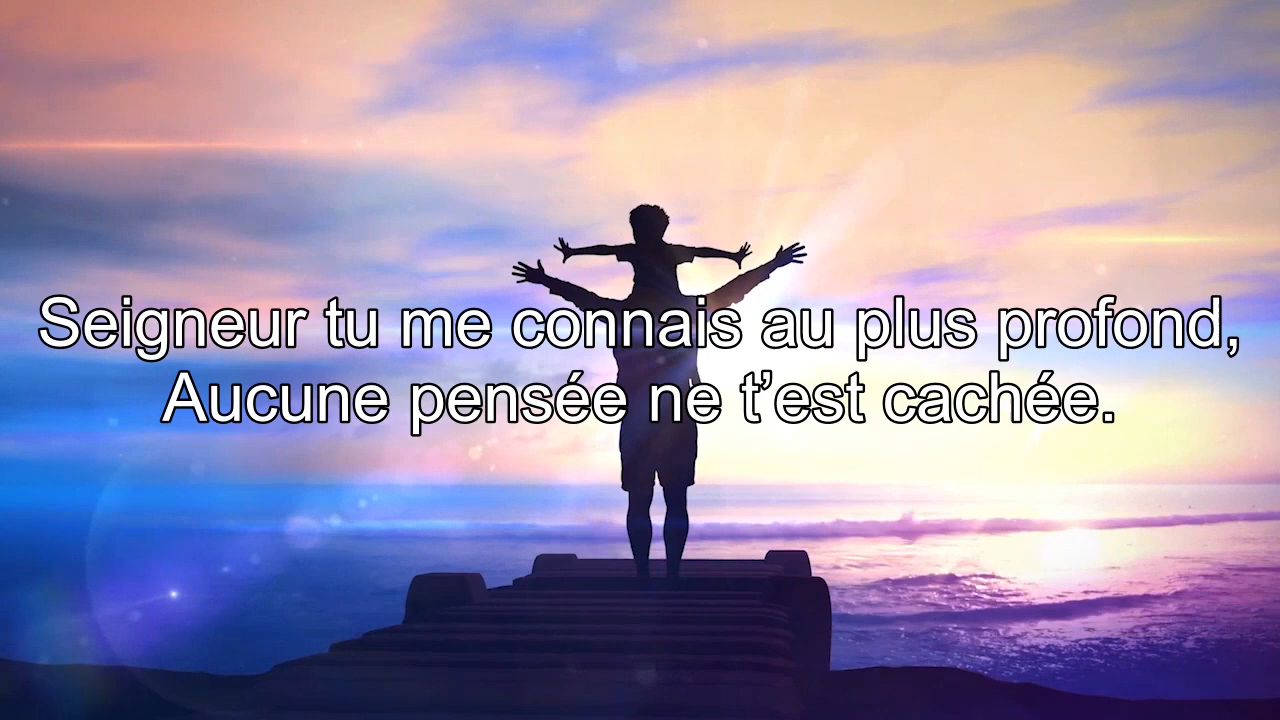 Seigneur tu me connais au plus profond,
Aucune pensée ne t’est cachée.